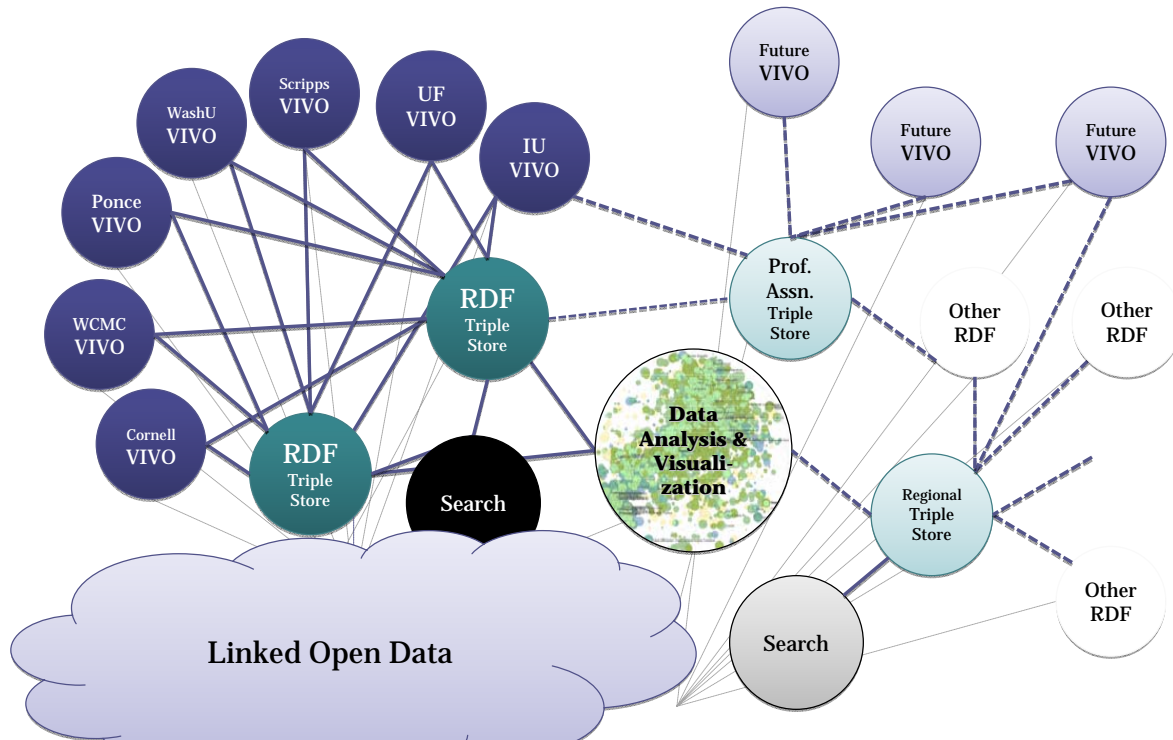 Scripps
VIVO
UF
VIVO
WashU
VIVO
IU
VIVO
Ponce
VIVO
WCMC
VIVO
Cornell
VIVO
RDF
Triple
Store
RDF
Triple
Store
Search
Linked Open Data
Data
Analysis &
Visuali-
zation
Future
VIVO
Future
VIVO
Future
VIVO
Prof.
Assn.
Triple
Store
Other
RDF
Other
RDF
Regional
Triple
Store
Other
RDF
Search